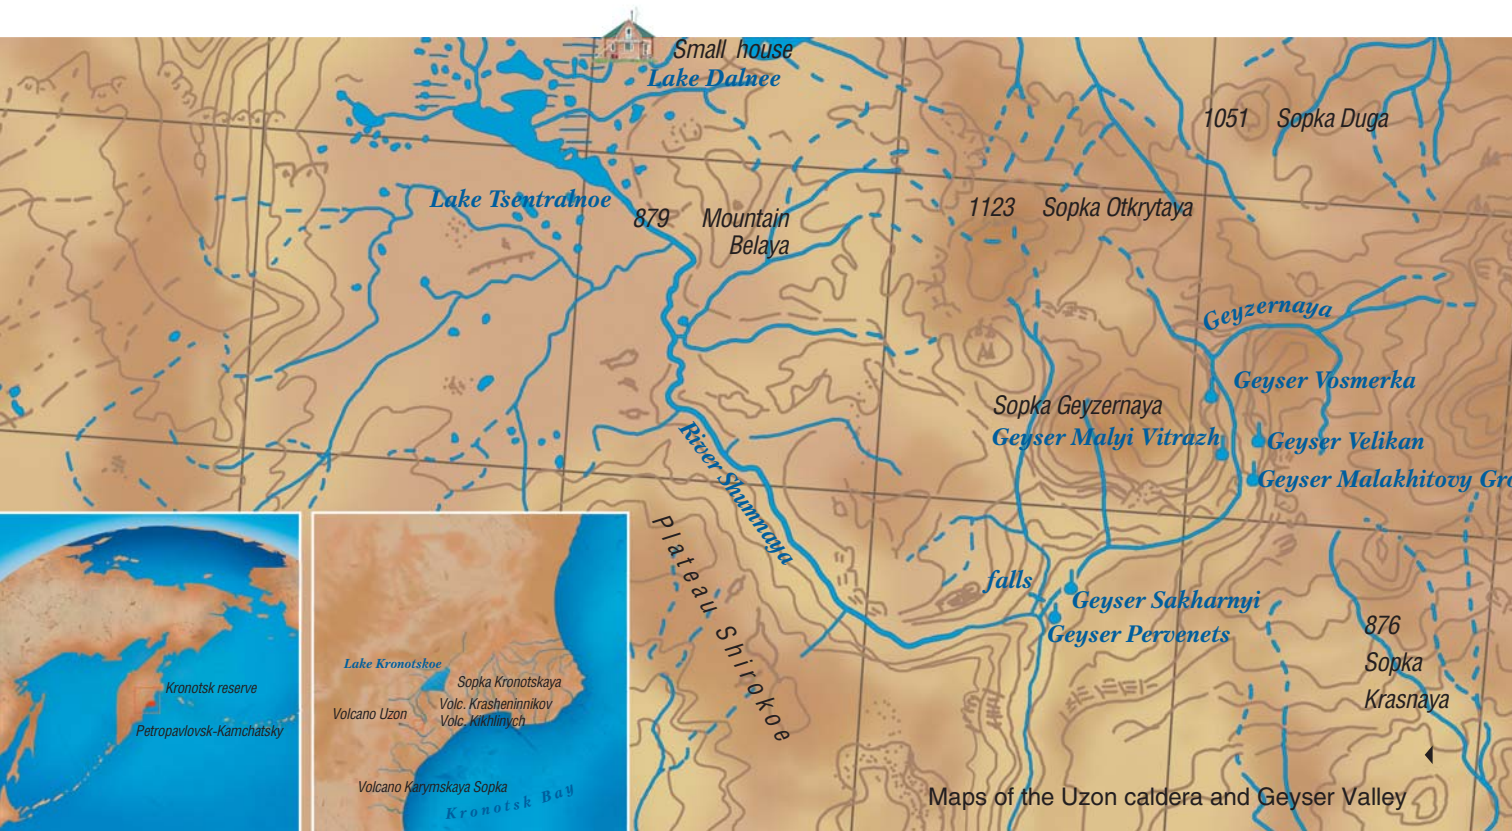 Small house
Lake Dalnee
1051 Sopka Duga
Lake Tsentralnoe
879 Mountain
Belaya
1123 Sopka Otkrytaya
Geyzernaya
Geyser Vosmerka
Sopka Geyzernaya
Geyser Malyi Vitrazh
Geyser Velikan
Geyser Malakhitovy Gro
River Shumnaya
Plateau Shirokoe
falls
Geyser Sakharnyi
Geyser Pervenets
876
Sopka
Krasnaya
Kronotsk reserve
Petropavlovsk-Kamchatsky
Lake Kronotskoe
Sopka Kronotskaya
Volcano Uzon
Volc. Krasheninnikov
Volc. Kikhlinych
Volcano Karymskaya Sopka
Kronotsk Bay
Maps of the Uzon caldera and Geyser Valley